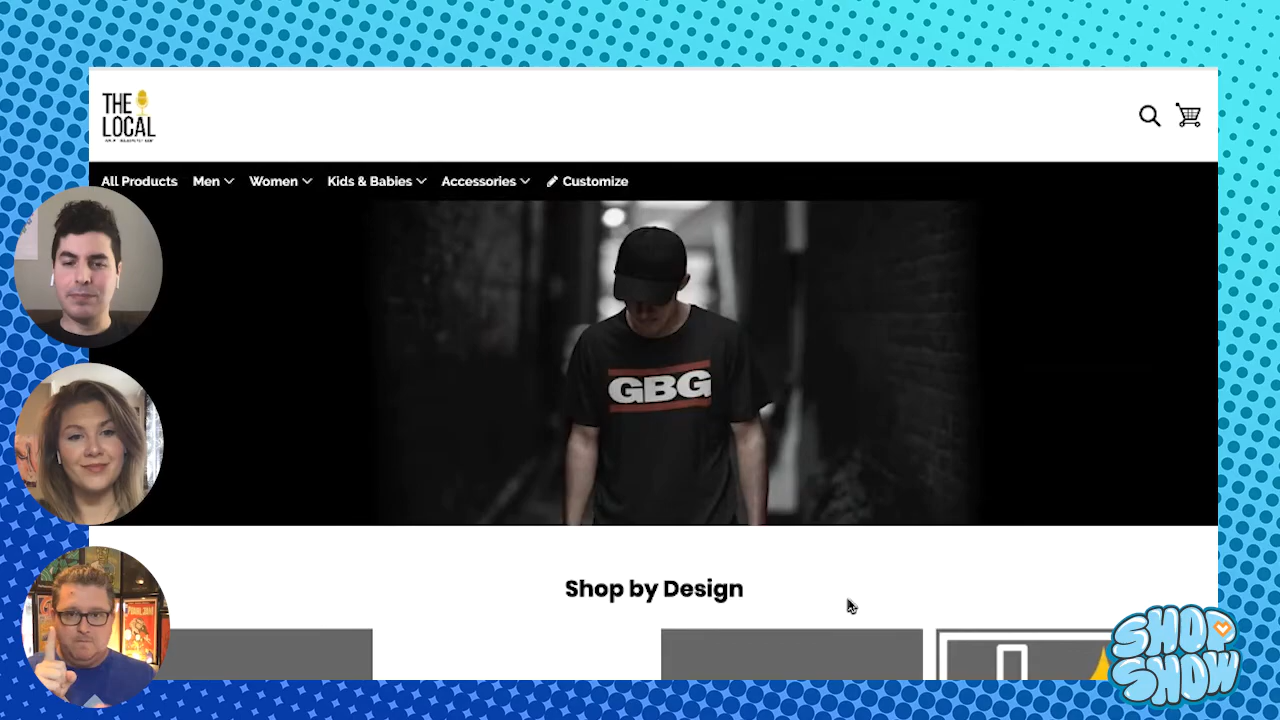 THE
LOCAL
All Products Men Women Kids & Babies Accessories Customize
GBG
Shop by Design
SHOP
SHOW